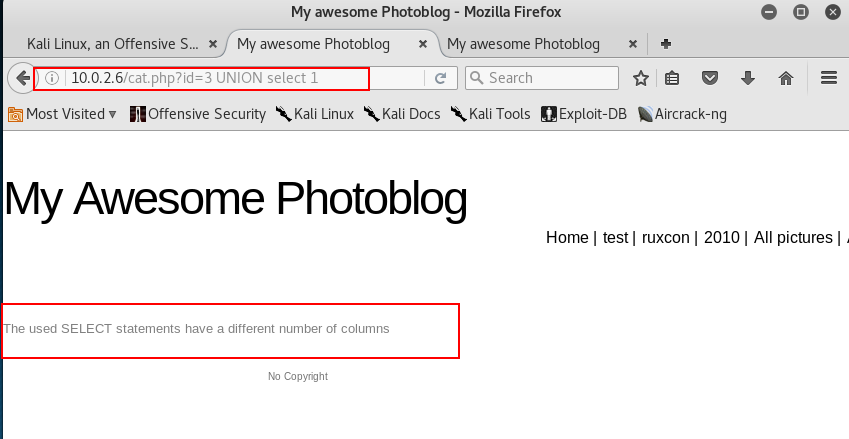 My awesome Photoblog - Mozilla Firefox
Kali Linux, an Offensive S... My awesome Photoblog My awesome Photoblog
10.0.2.6/cat.php?id=3 UNION select 1 Search
Most Visited Offensive Security Kali Linux Kali Docs Kali Tools Exploit-DB Aircrack-ng
My Awesome Photoblog
Home | test | ruxcon | 2010 | All pictures |
The used SELECT statements have a different number of columns
No Copyright